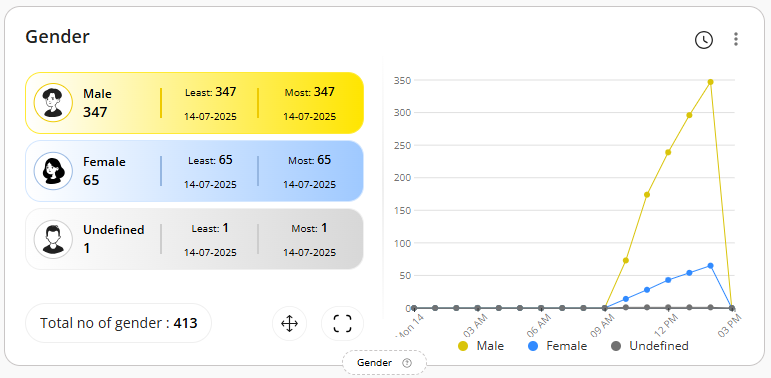 Gender
Male
347
Least: 347
14-07-2025
Most: 347
14-07-2025
Female
65
Least: 65
14-07-2025
Most: 65
14-07-2025
Undefined
1
Least: 1
14-07-2025
Most: 1
14-07-2025
Total no of gender : 413
350
300
250
200
150
100
50
0
14
03 AM
06 AM
09 AM
12 PM
03 PM
Male
Female
Undefined
Gender